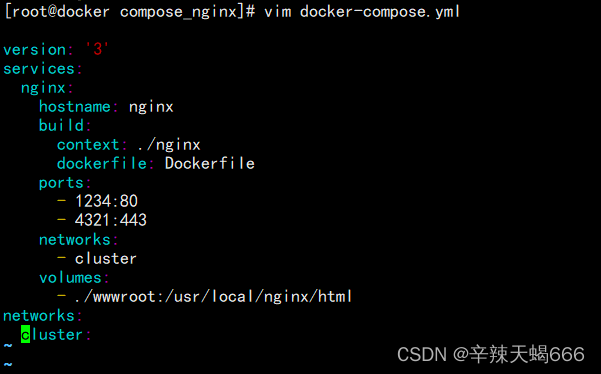 [root@docker compose_nginx]# vim docker-compose.yml
version: '3'
services:
  nginx:
    hostname: nginx
    build:
      context: ./nginx
      dockerfile: Dockerfile
    ports:
      - 1234:80
      - 4321:443
    networks:
      - cluster
    volumes:
      - ./wwwroot:/usr/local/nginx/html
networks:
  cluster:
~
~
CSDN @辛辣天蝎666